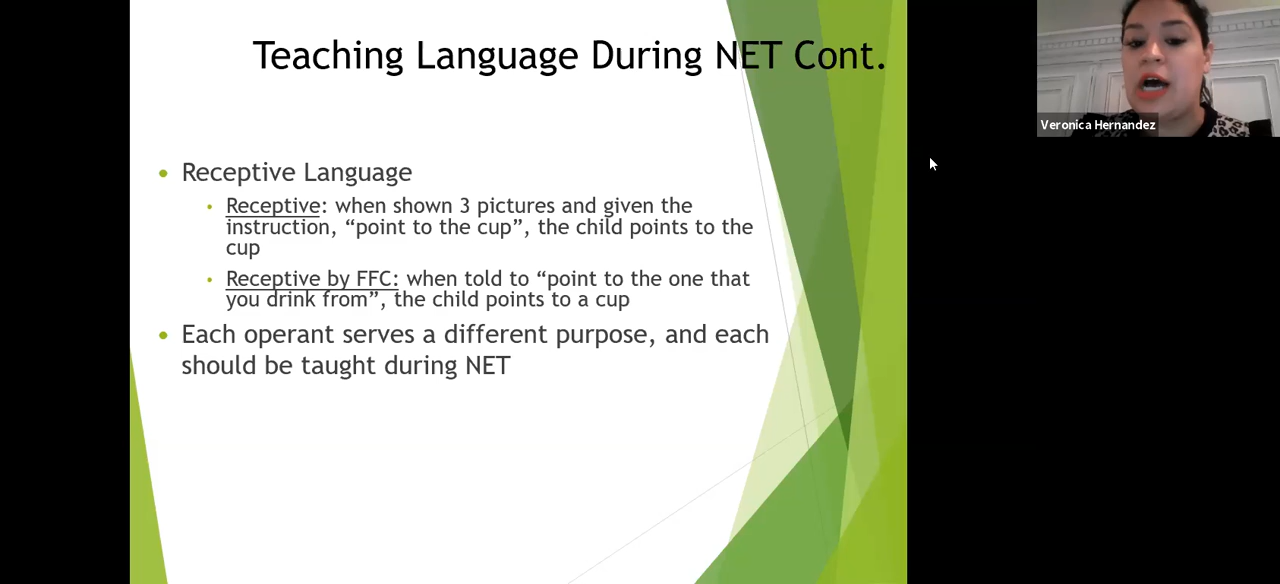 Teaching Language During NET Cont.
Veronica Hernandez
• Receptive Language
• Receptive: when shown 3 pictures and given the
instruction, “point to the cup”, the child points to the
cup
• Receptive by FFC: when told to “point to the one that
you drink from”, the child points to a cup
• Each operant serves a different purpose, and each
should be taught during NET